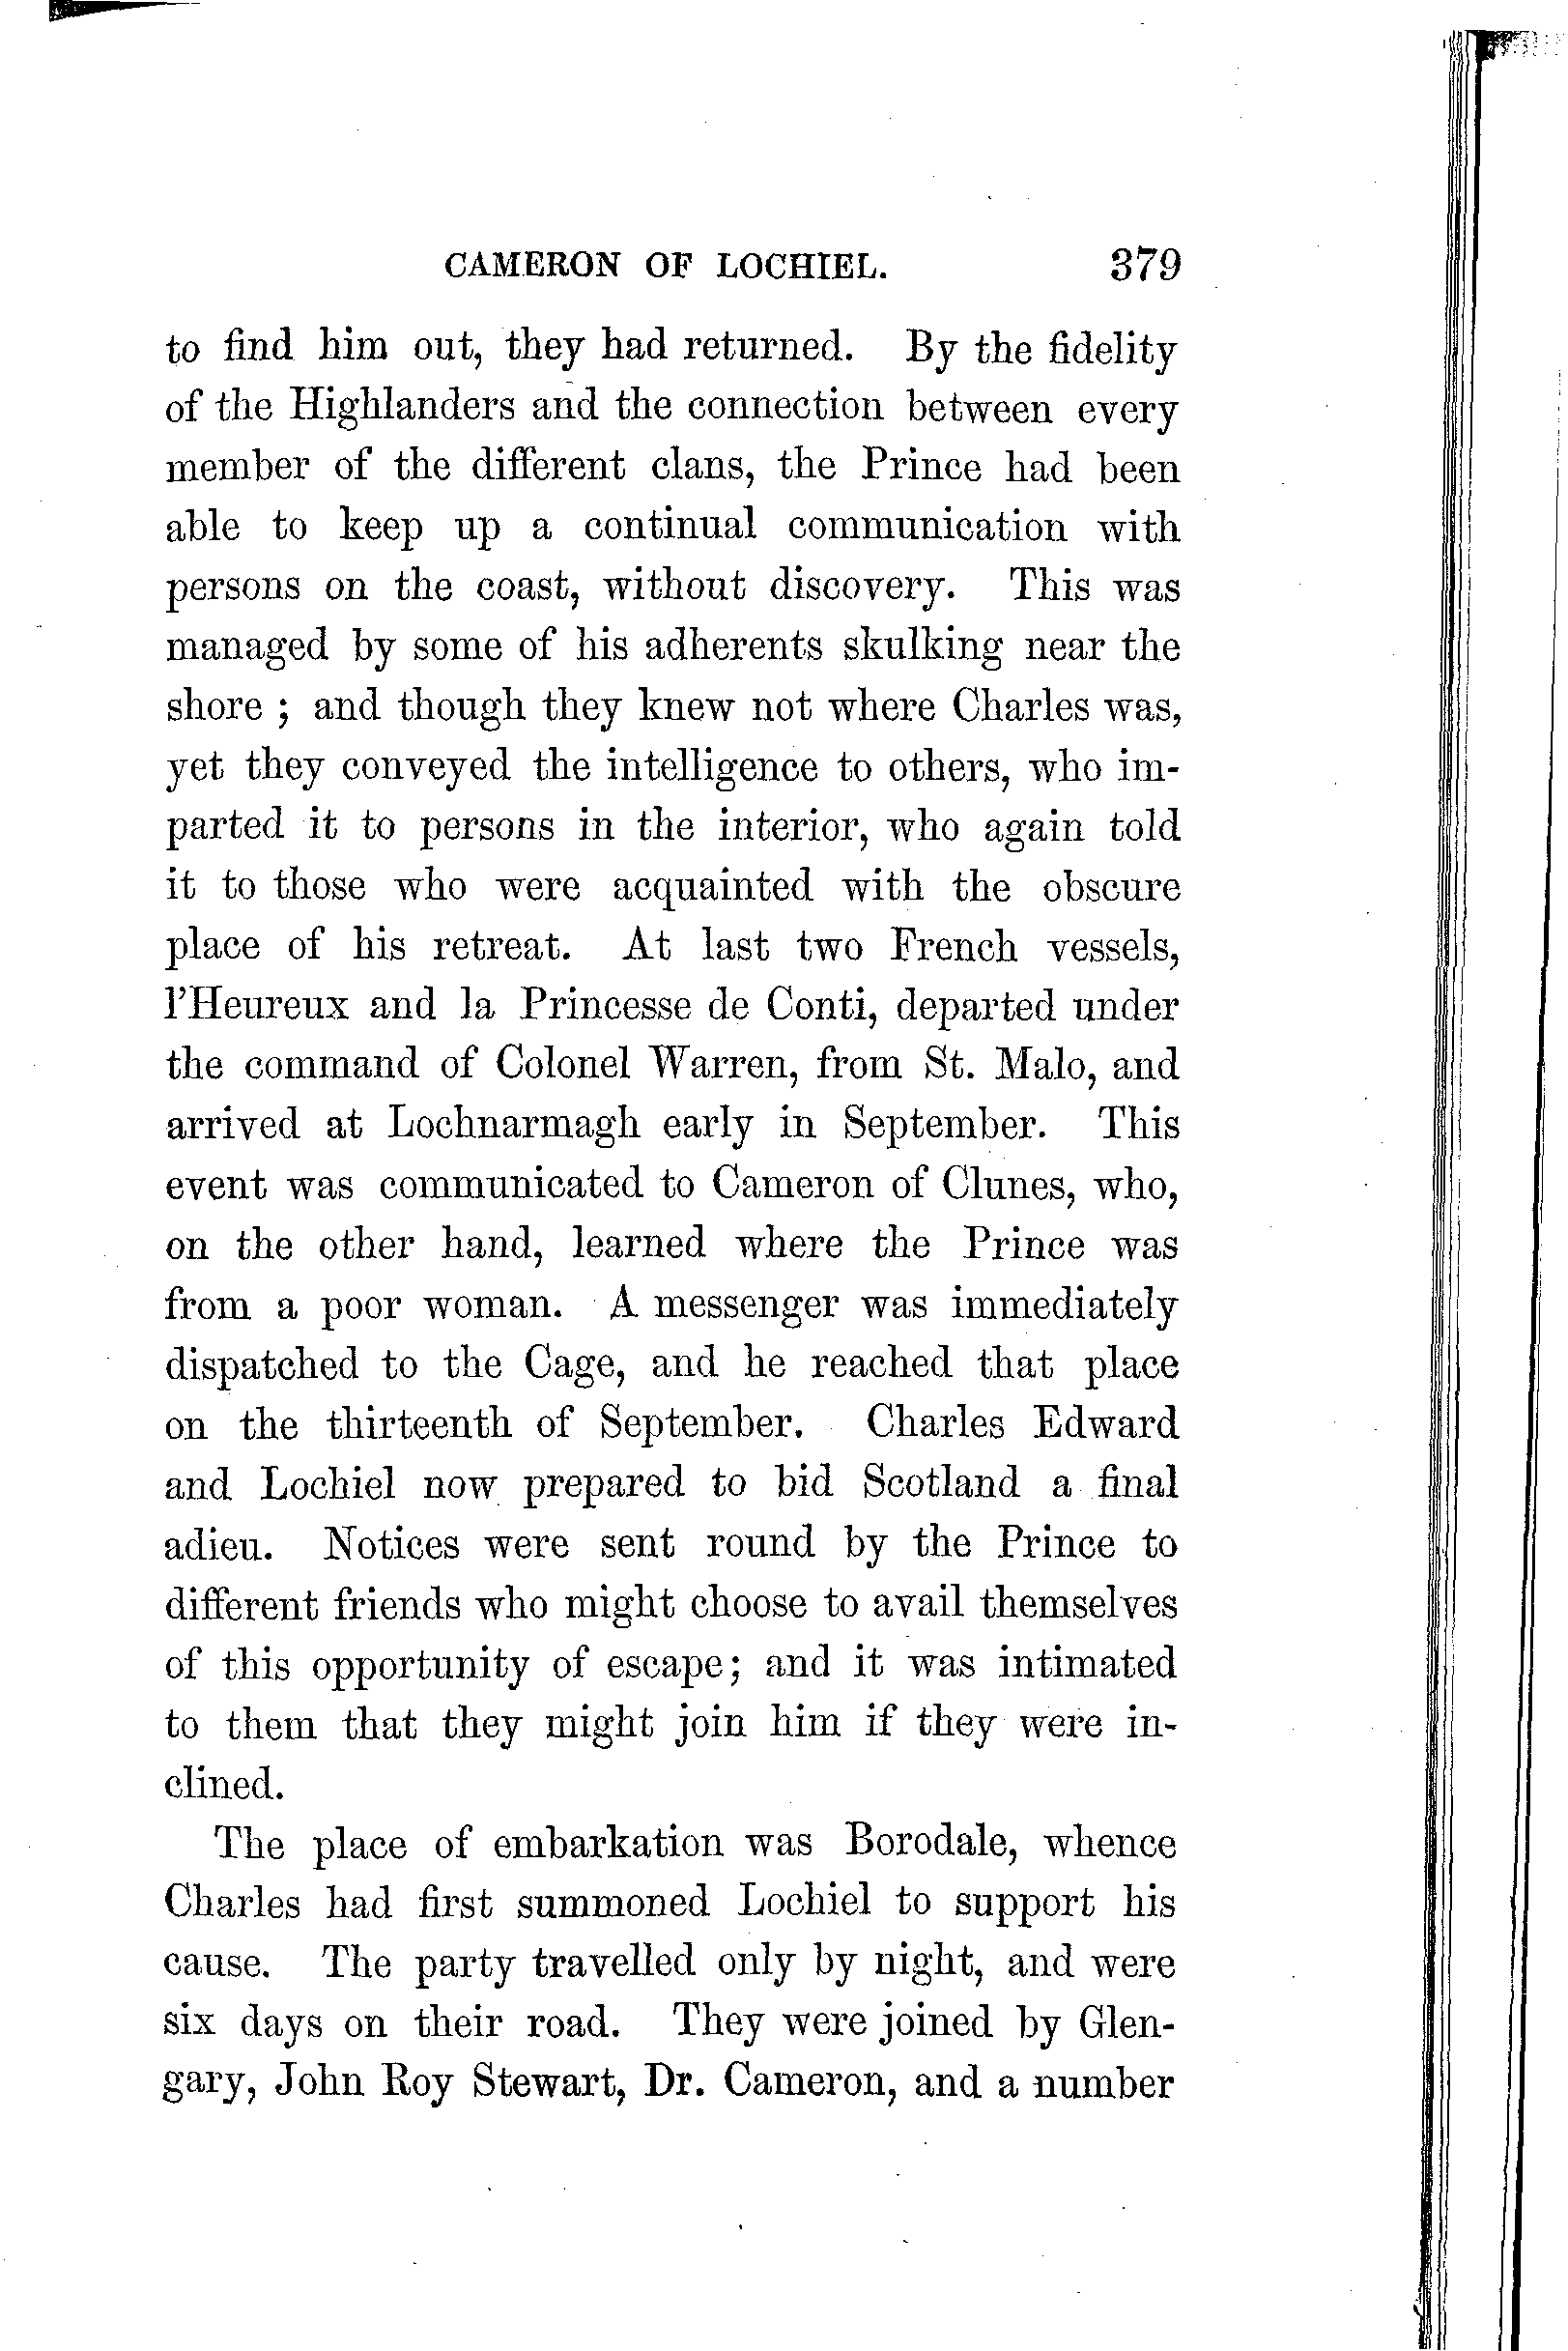 CAMERON OF LOCHIEL. 379
to find him out, they had returned. By the fidelity
of the Highlanders and the connection between every
member of the different clans, the Prince had been
able to keep up a continual communication with
persons on the coast, without discovery. This was
managed by some of his adherents skulking near the
shore ; and though they knew not where Charles was,
yet they conveyed the intelligence to others, who im-
parted it to persons in the interior, who again told
it to those who were acquainted with the obscure
place of his retreat. At last two French vessels,
l'Heureux and la Princesse de Conti, departed under
the command of Colonel Warren, from St. Malo, and
arrived at Lochnarmagh early in September. This
event was communicated to Cameron of Clunes, who,
on the other hand, learned where the Prince was
from a poor woman. A messenger was immediately
dispatched to the Cage, and he reached that place
on the thirteenth of September. Charles Edward
and Lochiel now prepared to bid Scotland a final
adieu. Notices were sent round by the Prince to
different friends who might choose to avail themselves
of this opportunity of escape; and it was intimated
to them that they might join him if they were in-
clined.
The place of embarkation was Borodale, whence
Charles had first summoned Lochiel to support his
cause. The party travelled only by night, and were
six days on their road. They were joined by Glen-
gary, John Roy Stewart, Dr. Cameron, and a number